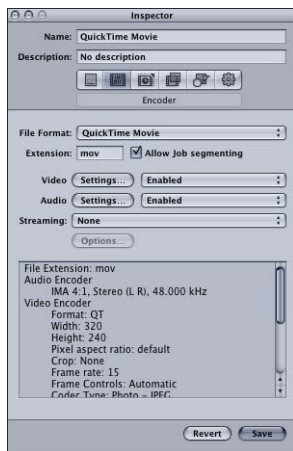 Inspector
Name: QuickTime Movie
Description: No description
Encoder
File Format: QuickTime Movie
Extension: mov Allow Job segmenting
Video Settings... Enabled
Audio Settings... Enabled
Streaming: None
Options...
File Extension: mov
Audio Encoder
IMA 4:1, Stereo (L R), 48.000 kHz
Video Encoder
Format: QT
Width: 320
Height: 240
Pixel aspect ratio: default
Crop: None
Frame rate: 15
Frame Controls: Automatic
Codec Type: Photo - JPEG
Revert Save